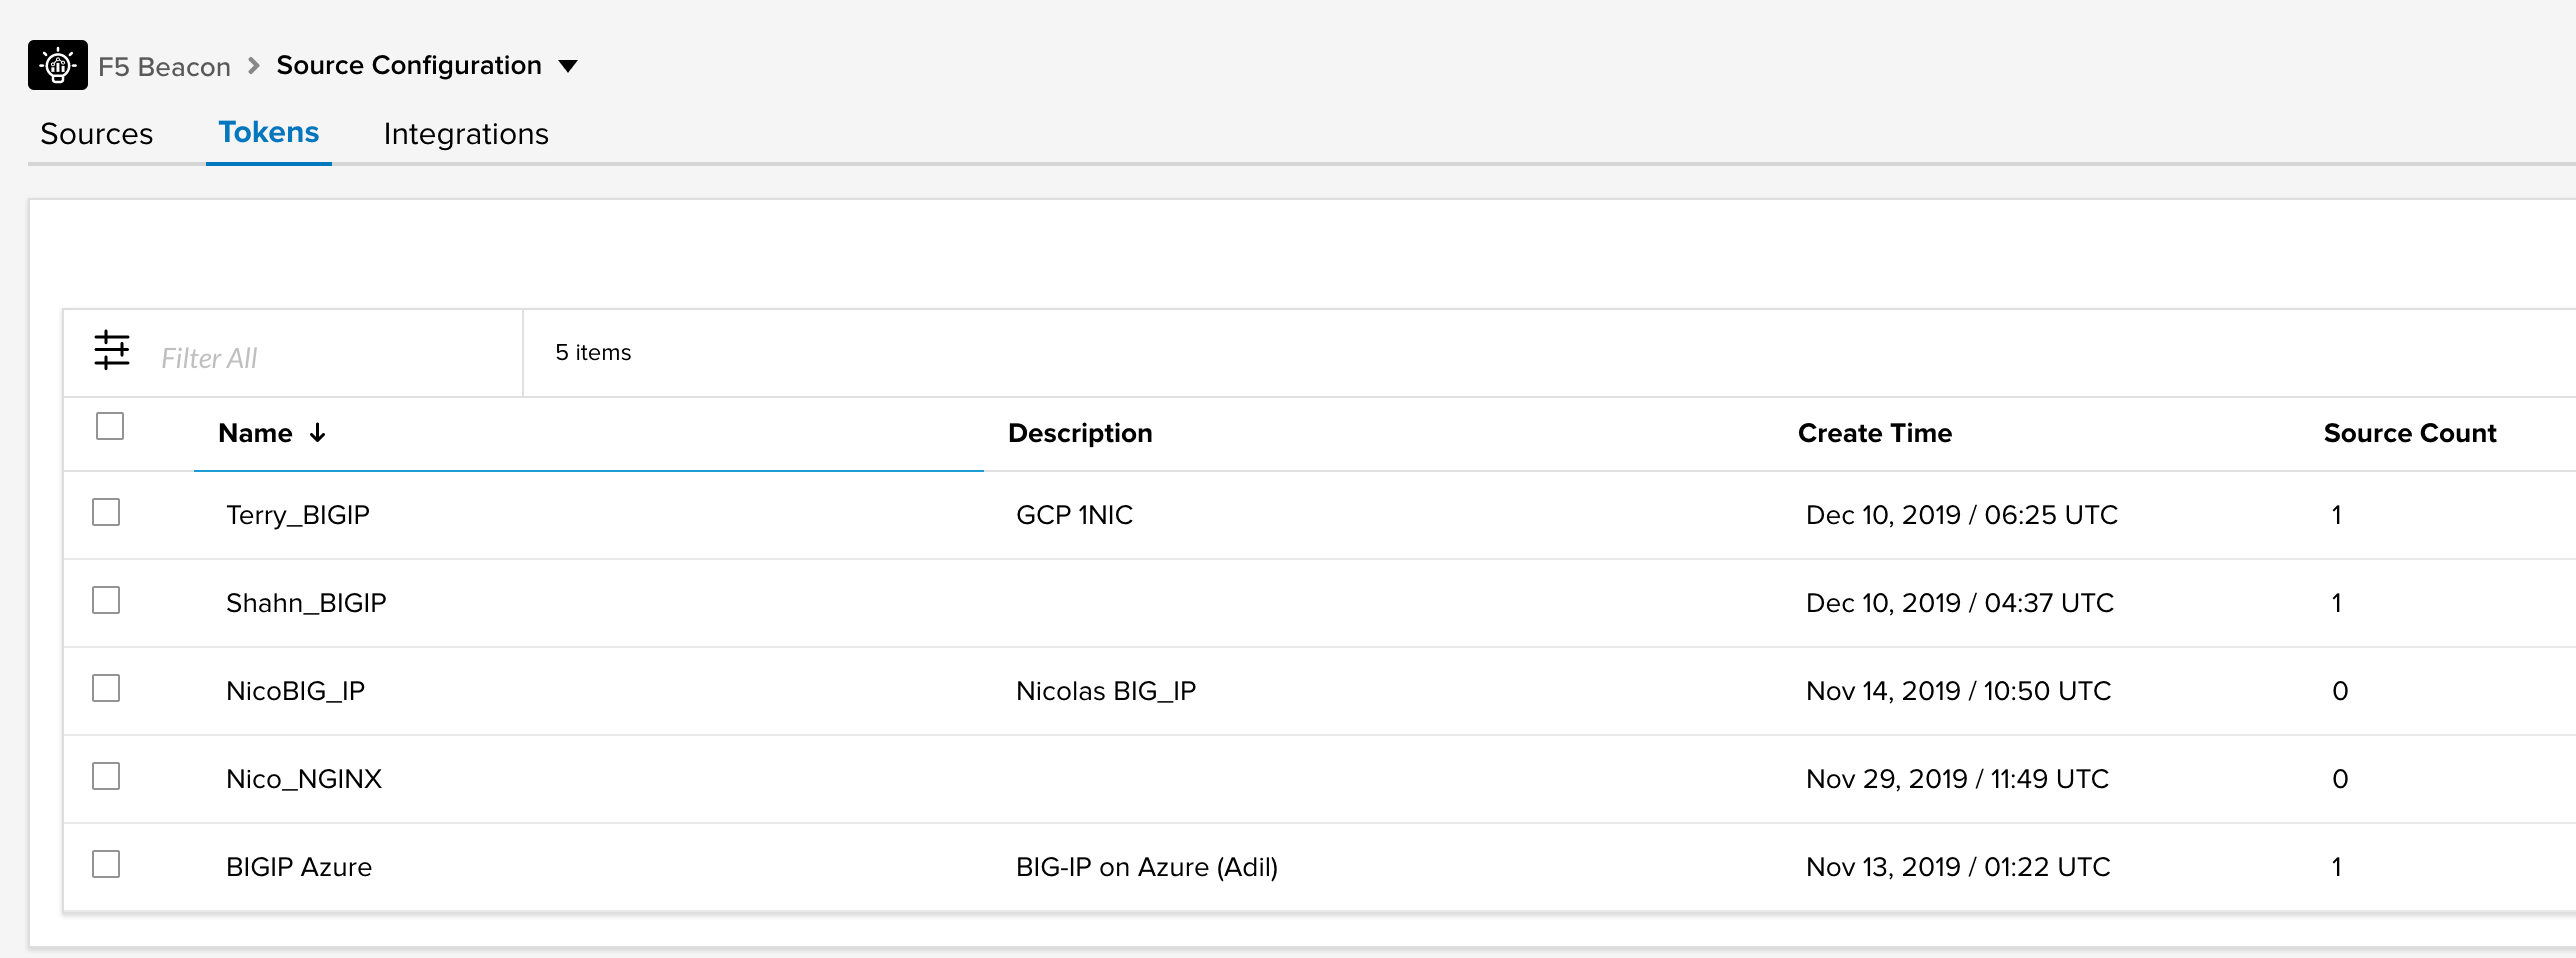 F5 Beacon > Source Configuration
Sources Tokens Integrations
Filter All 5 items
Name Description Create Time Source Count
Terry_BIGIP GCP 1NIC Dec 10, 2019 / 06:25 UTC 1
Shahn_BIGIP Dec 10, 2019 / 04:37 UTC 1
NicoBIG_IP Nicolas BIG_IP Nov 14, 2019 / 10:50 UTC 0
Nico_NGINX Nov 29, 2019 / 11:49 UTC 0
BIGIP Azure BIG-IP on Azure (Adil) Nov 13, 2019 / 01:22 UTC 1